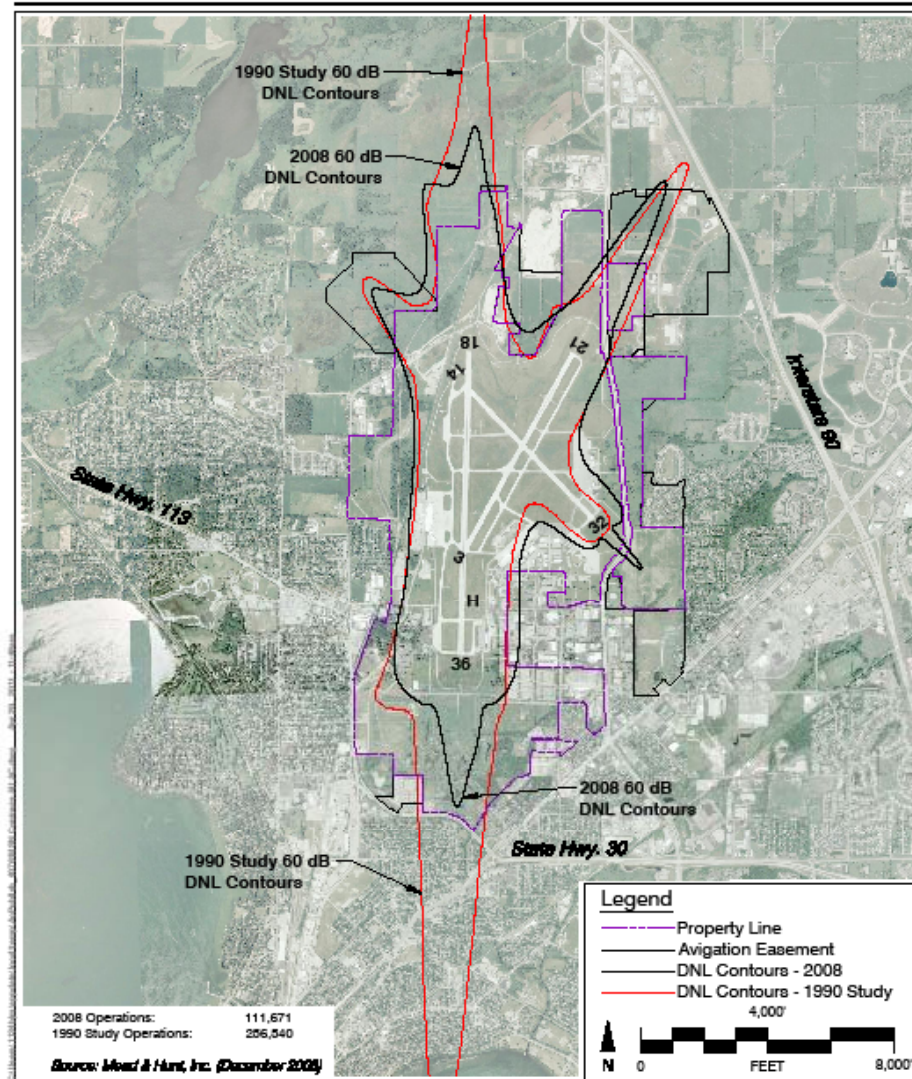 1990 Study 60 dB
DNL Contours
2008 60 dB
DNL Contours
18
14
21
Interstate 90
State Hwy. 113
32
3
H
36
2008 60 dB
DNL Contours
State Hwy. 30
1990 Study 60 dB
DNL Contours
Legend
Property Line
Avigation Easement
DNL Contours - 2008
DNL Contours - 1990 Study
4,000'
N
0 FEET 8,000'
2008 Operations: 111,671
1990 Study Operations: 256,540
Source: Mead & Hunt, Inc. (December 2008)